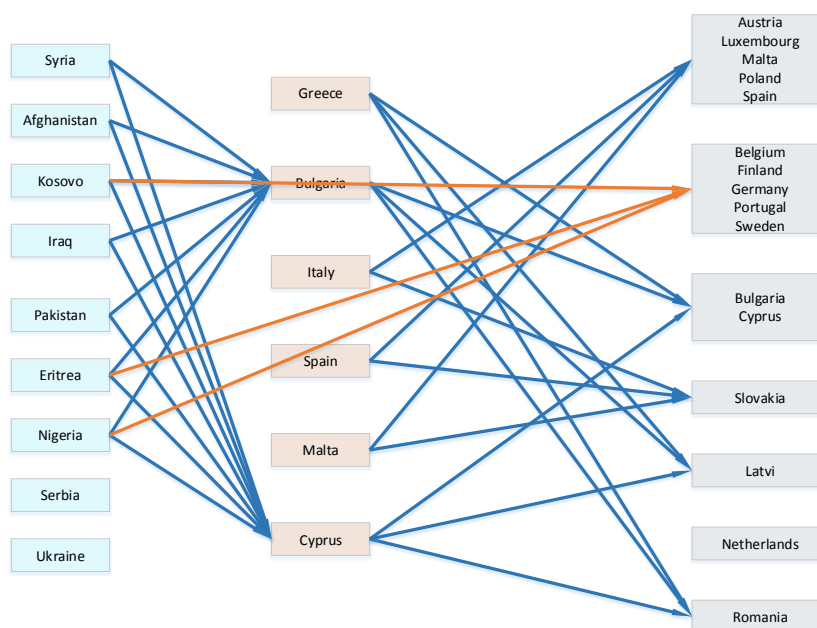 Syria
Afghanistan
Kosovo
Iraq
Pakistan
Eritrea
Nigeria
Serbia
Ukraine
Greece
Bulgaria
Italy
Spain
Malta
Cyprus
Austria
Luxembourg
Malta
Poland
Spain
Belgium
Finland
Germany
Portugal
Sweden
Bulgaria
Cyprus
Slovakia
Latvi
Netherlands
Romania